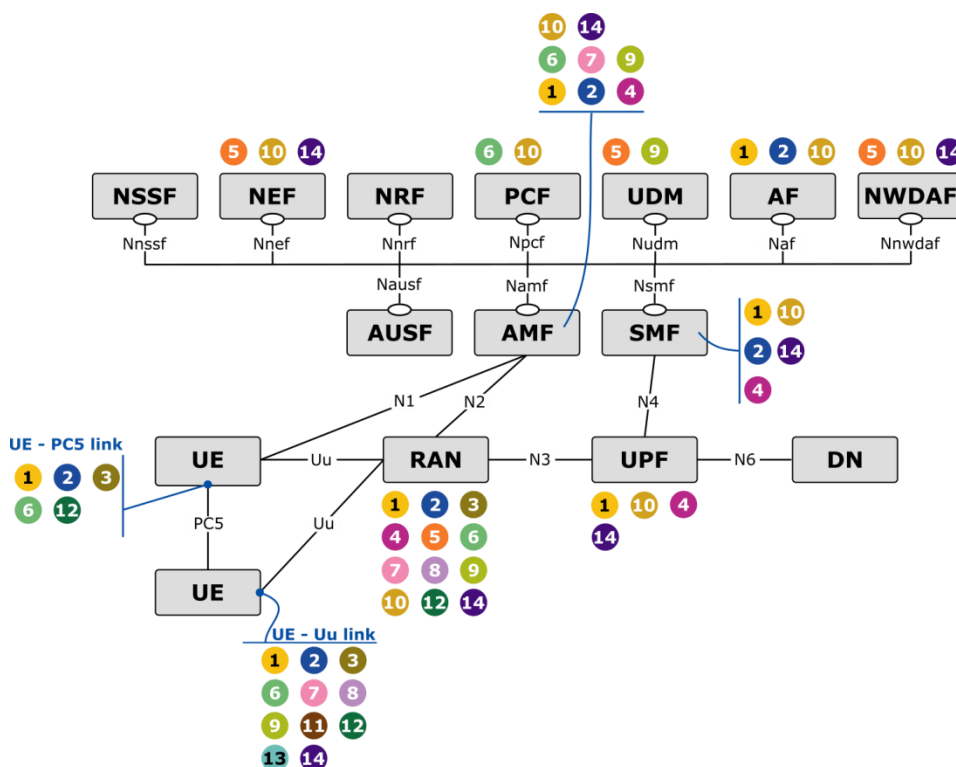 10 14
6 7 9
1 2 4
5 10 14
6 10
5 9
1 2 10
5 10 14
NSSF NEF NRF PCF UDM AF NWDAF
Nnssf Nnef Nnrf Npcf Nudm Naf Nnwdaf
Nausf Namf Nsmf
AUSF AMF SMF
1 10
2 14
4
N1 N2 N4
UE - PC5 link
1 2 3
6 12
UE Uu RAN N3 UPF N6 DN
1 2 3
4 5 6
7 8 9
10 12 14
1 10 4
14
PC5 Uu
UE
UE - Uu link
1 2 3
6 7 8
9 11 12
13 14